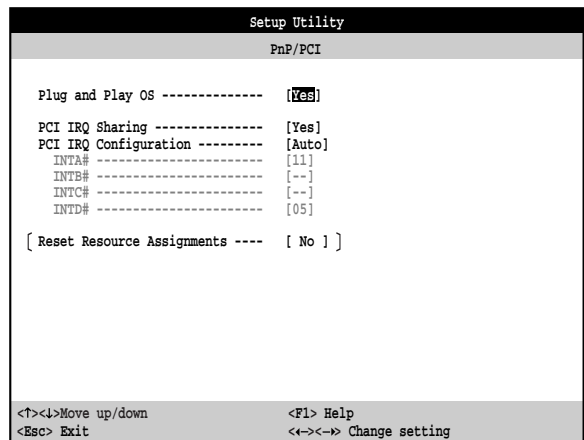 Setup Utility
PnP/PCI
Plug and Play OS -------------- [Yes]
PCI IRQ Sharing --------------- [Yes]
PCI IRQ Configuration --------- [Auto]
INTA# ----------------------- [11]
INTB# ----------------------- [--]
INTC# ----------------------- [--]
INTD# ----------------------- [05]
[ Reset Resource Assignments ---- [ No ] ]
<↑><↓>Move up/down <F1> Help
<Esc> Exit <←><→> Change setting